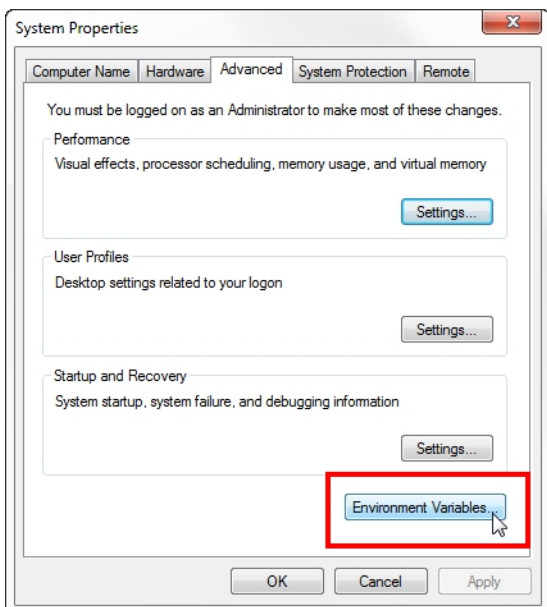 System Properties
Computer Name Hardware Advanced System Protection Remote
You must be logged on as an Administrator to make most of these changes.
Performance
Visual effects, processor scheduling, memory usage, and virtual memory
Settings...
User Profiles
Desktop settings related to your logon
Settings...
Startup and Recovery
System startup, system failure, and debugging information
Settings...
Environment Variables...
OK Cancel Apply